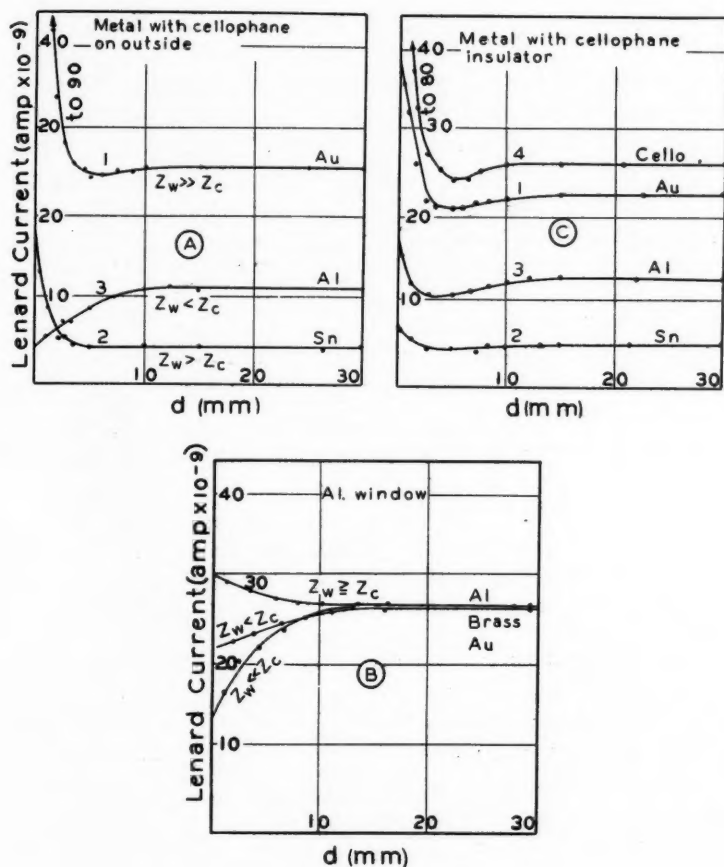 Metal with cellophane
on outside
Lenard Current (amp x10-9)
40
to 90
20
1
Au
Zw >> Zc
20
A
3
Al
10
Zw < Zc
2
Sn
Zw > Zc
10
20
30
d (mm)
Metal with cellophane
insulator
40
to 80
30
4
Cello
1
Au
20
C
3
Al
10
2
Sn
10
20
30
d (mm)
Lenard Current (amp x10-9)
40
Al. window
30
Zw ≧ Zc
Al
Zw < Zc
Brass
Au
20
Zw ≪ Zc
B
10
10
20
30
d (mm)